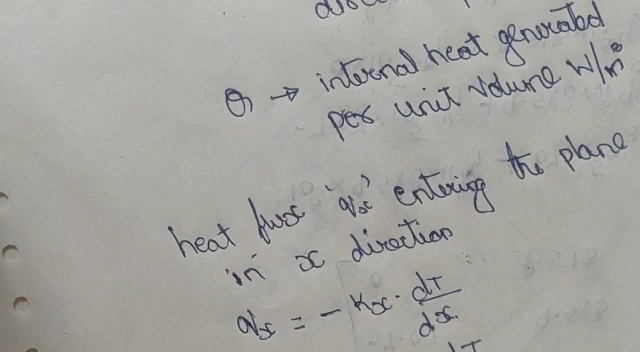 Q → internal heat generated
per unit volume W/m³
heat flux 'qx' entering the plane
in x direction
qx = - Kx · dT/dx
dT